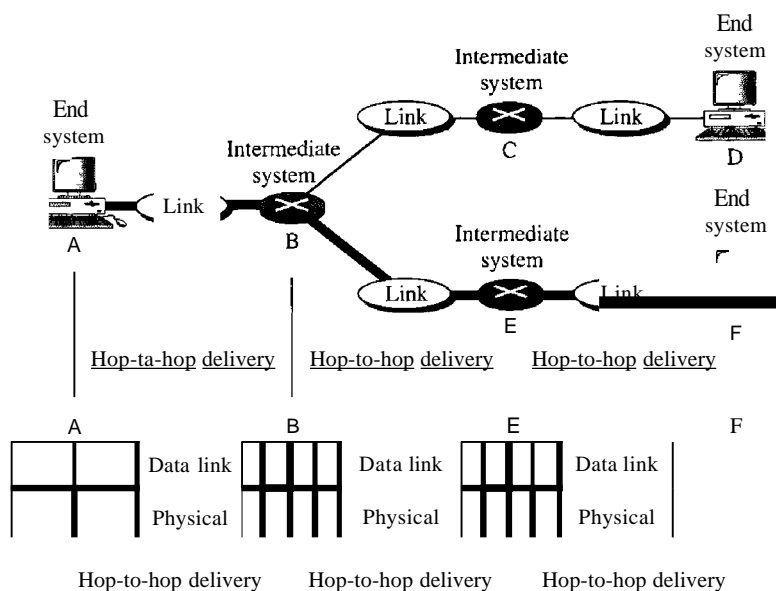 End
system
Intermediate
system
Link
Link
C
D
End
system
Link
A
Intermediate
system
B
End
system
Intermediate
system
Link
E
Link
F
Hop-ta-hop delivery
Hop-to-hop delivery
Hop-to-hop delivery
A
B
E
F
Data link
Data link
Data link
Physical
Physical
Physical
Hop-to-hop delivery
Hop-to-hop delivery
Hop-to-hop delivery